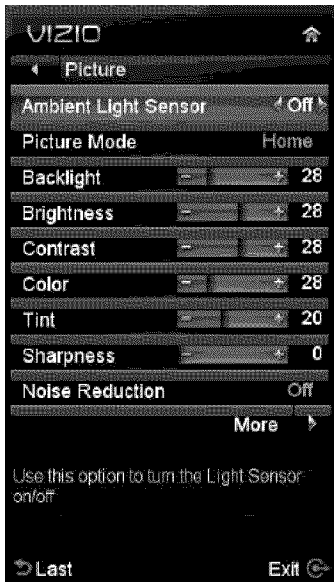 VIZIO
Picture
Ambient Light Sensor Off
Picture Mode Home
Backlight - + 28
Brightness - + 28
Contrast - + 28
Color - + 28
Tint - + 20
Sharpness - + 0
Noise Reduction Off
More
Use this option to turn the Light Sensor
on/off
Last Exit